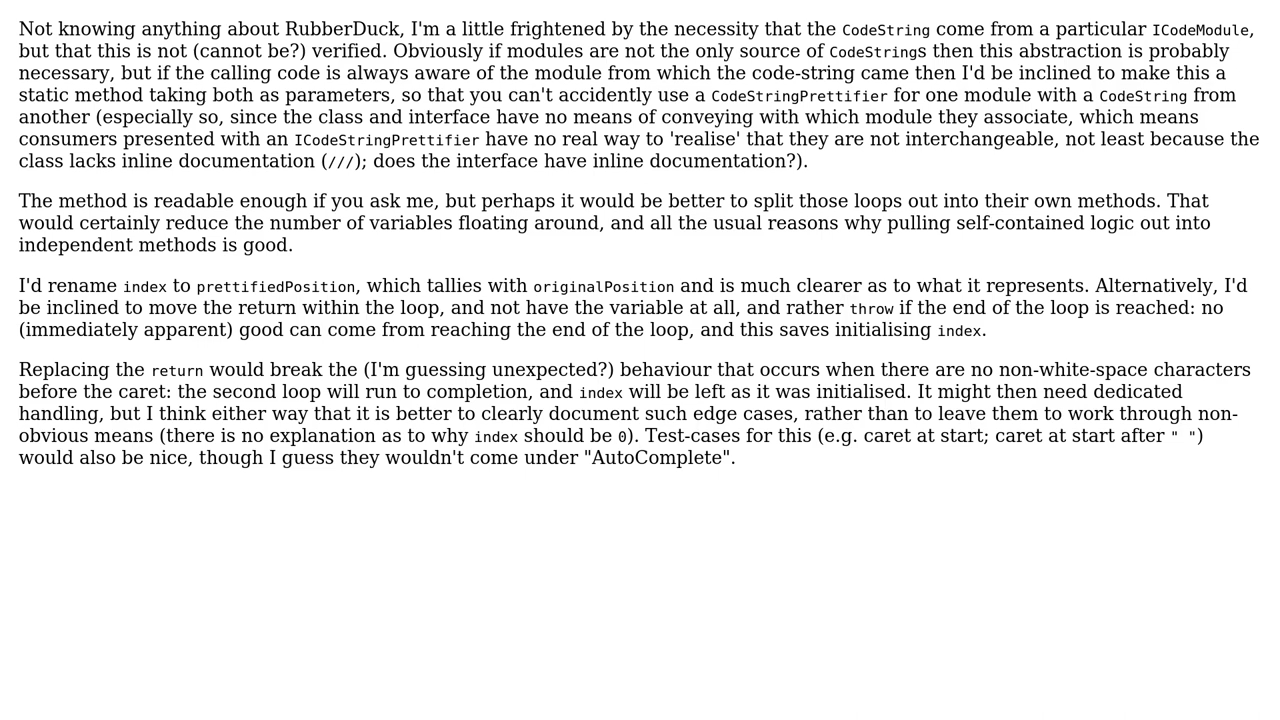 Not knowing anything about RubberDuck, I'm a little frightened by the necessity that the CodeString come from a particular ICodeModule,
but that this is not (cannot be?) verified. Obviously if modules are not the only source of CodeStrings then this abstraction is probably
necessary, but if the calling code is always aware of the module from which the code-string came then I'd be inclined to make this a
static method taking both as parameters, so that you can't accidently use a CodeStringPrettifier for one module with a CodeString from
another (especially so, since the class and interface have no means of conveying with which module they associate, which means
consumers presented with an ICodeStringPrettifier have no real way to 'realise' that they are not interchangeable, not least because the
class lacks inline documentation (///); does the interface have inline documentation?).
The method is readable enough if you ask me, but perhaps it would be better to split those loops out into their own methods. That
would certainly reduce the number of variables floating around, and all the usual reasons why pulling self-contained logic out into
independent methods is good.
I'd rename index to prettifiedPosition, which tallies with originalPosition and is much clearer as to what it represents. Alternatively, I'd
be inclined to move the return within the loop, and not have the variable at all, and rather throw if the end of the loop is reached: no
(immediately apparent) good can come from reaching the end of the loop, and this saves initialising index.
Replacing the return would break the (I'm guessing unexpected?) behaviour that occurs when there are no non-white-space characters
before the caret: the second loop will run to completion, and index will be left as it was initialised. It might then need dedicated
handling, but I think either way that it is better to clearly document such edge cases, rather than to leave them to work through non-
obvious means (there is no explanation as to why index should be 0). Test-cases for this (e.g. caret at start; caret at start after " ")
would also be nice, though I guess they wouldn't come under "AutoComplete".